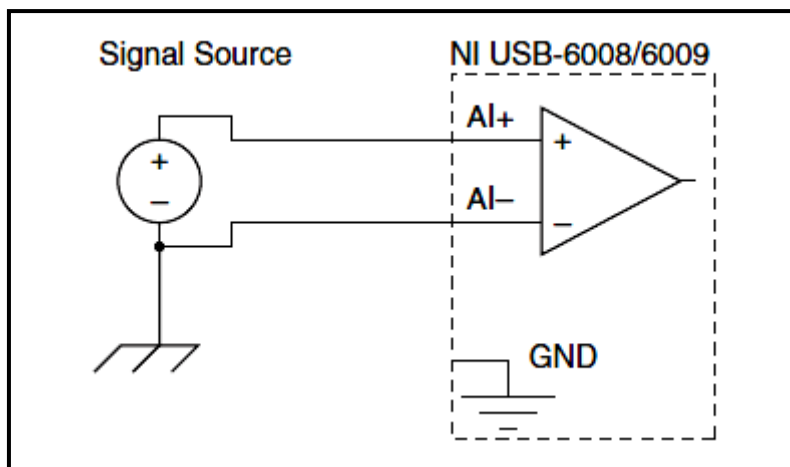 Signal Source
NI USB-6008/6009
AI+
+
+
AI–
–
–
GND